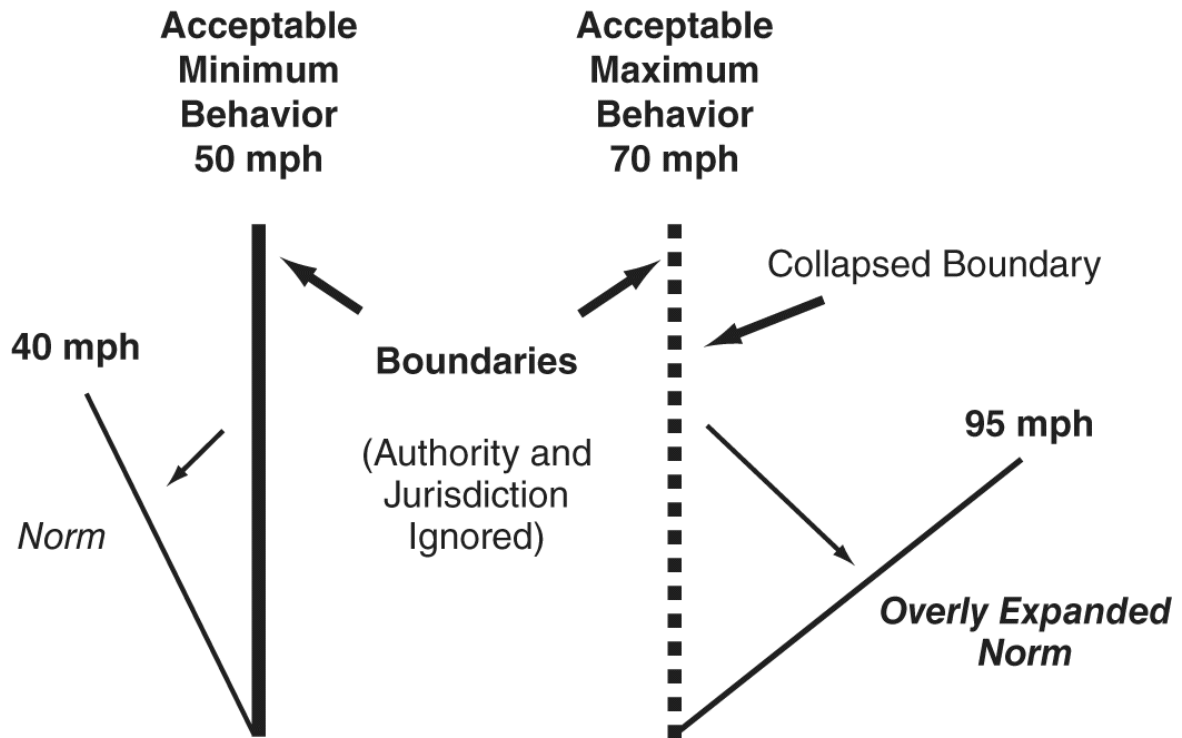 Acceptable
Minimum
Behavior
50 mph
Acceptable
Maximum
Behavior
70 mph
Collapsed Boundary
40 mph
Boundaries
95 mph
(Authority and
Jurisdiction
Ignored)
Norm
Overly Expanded
Norm